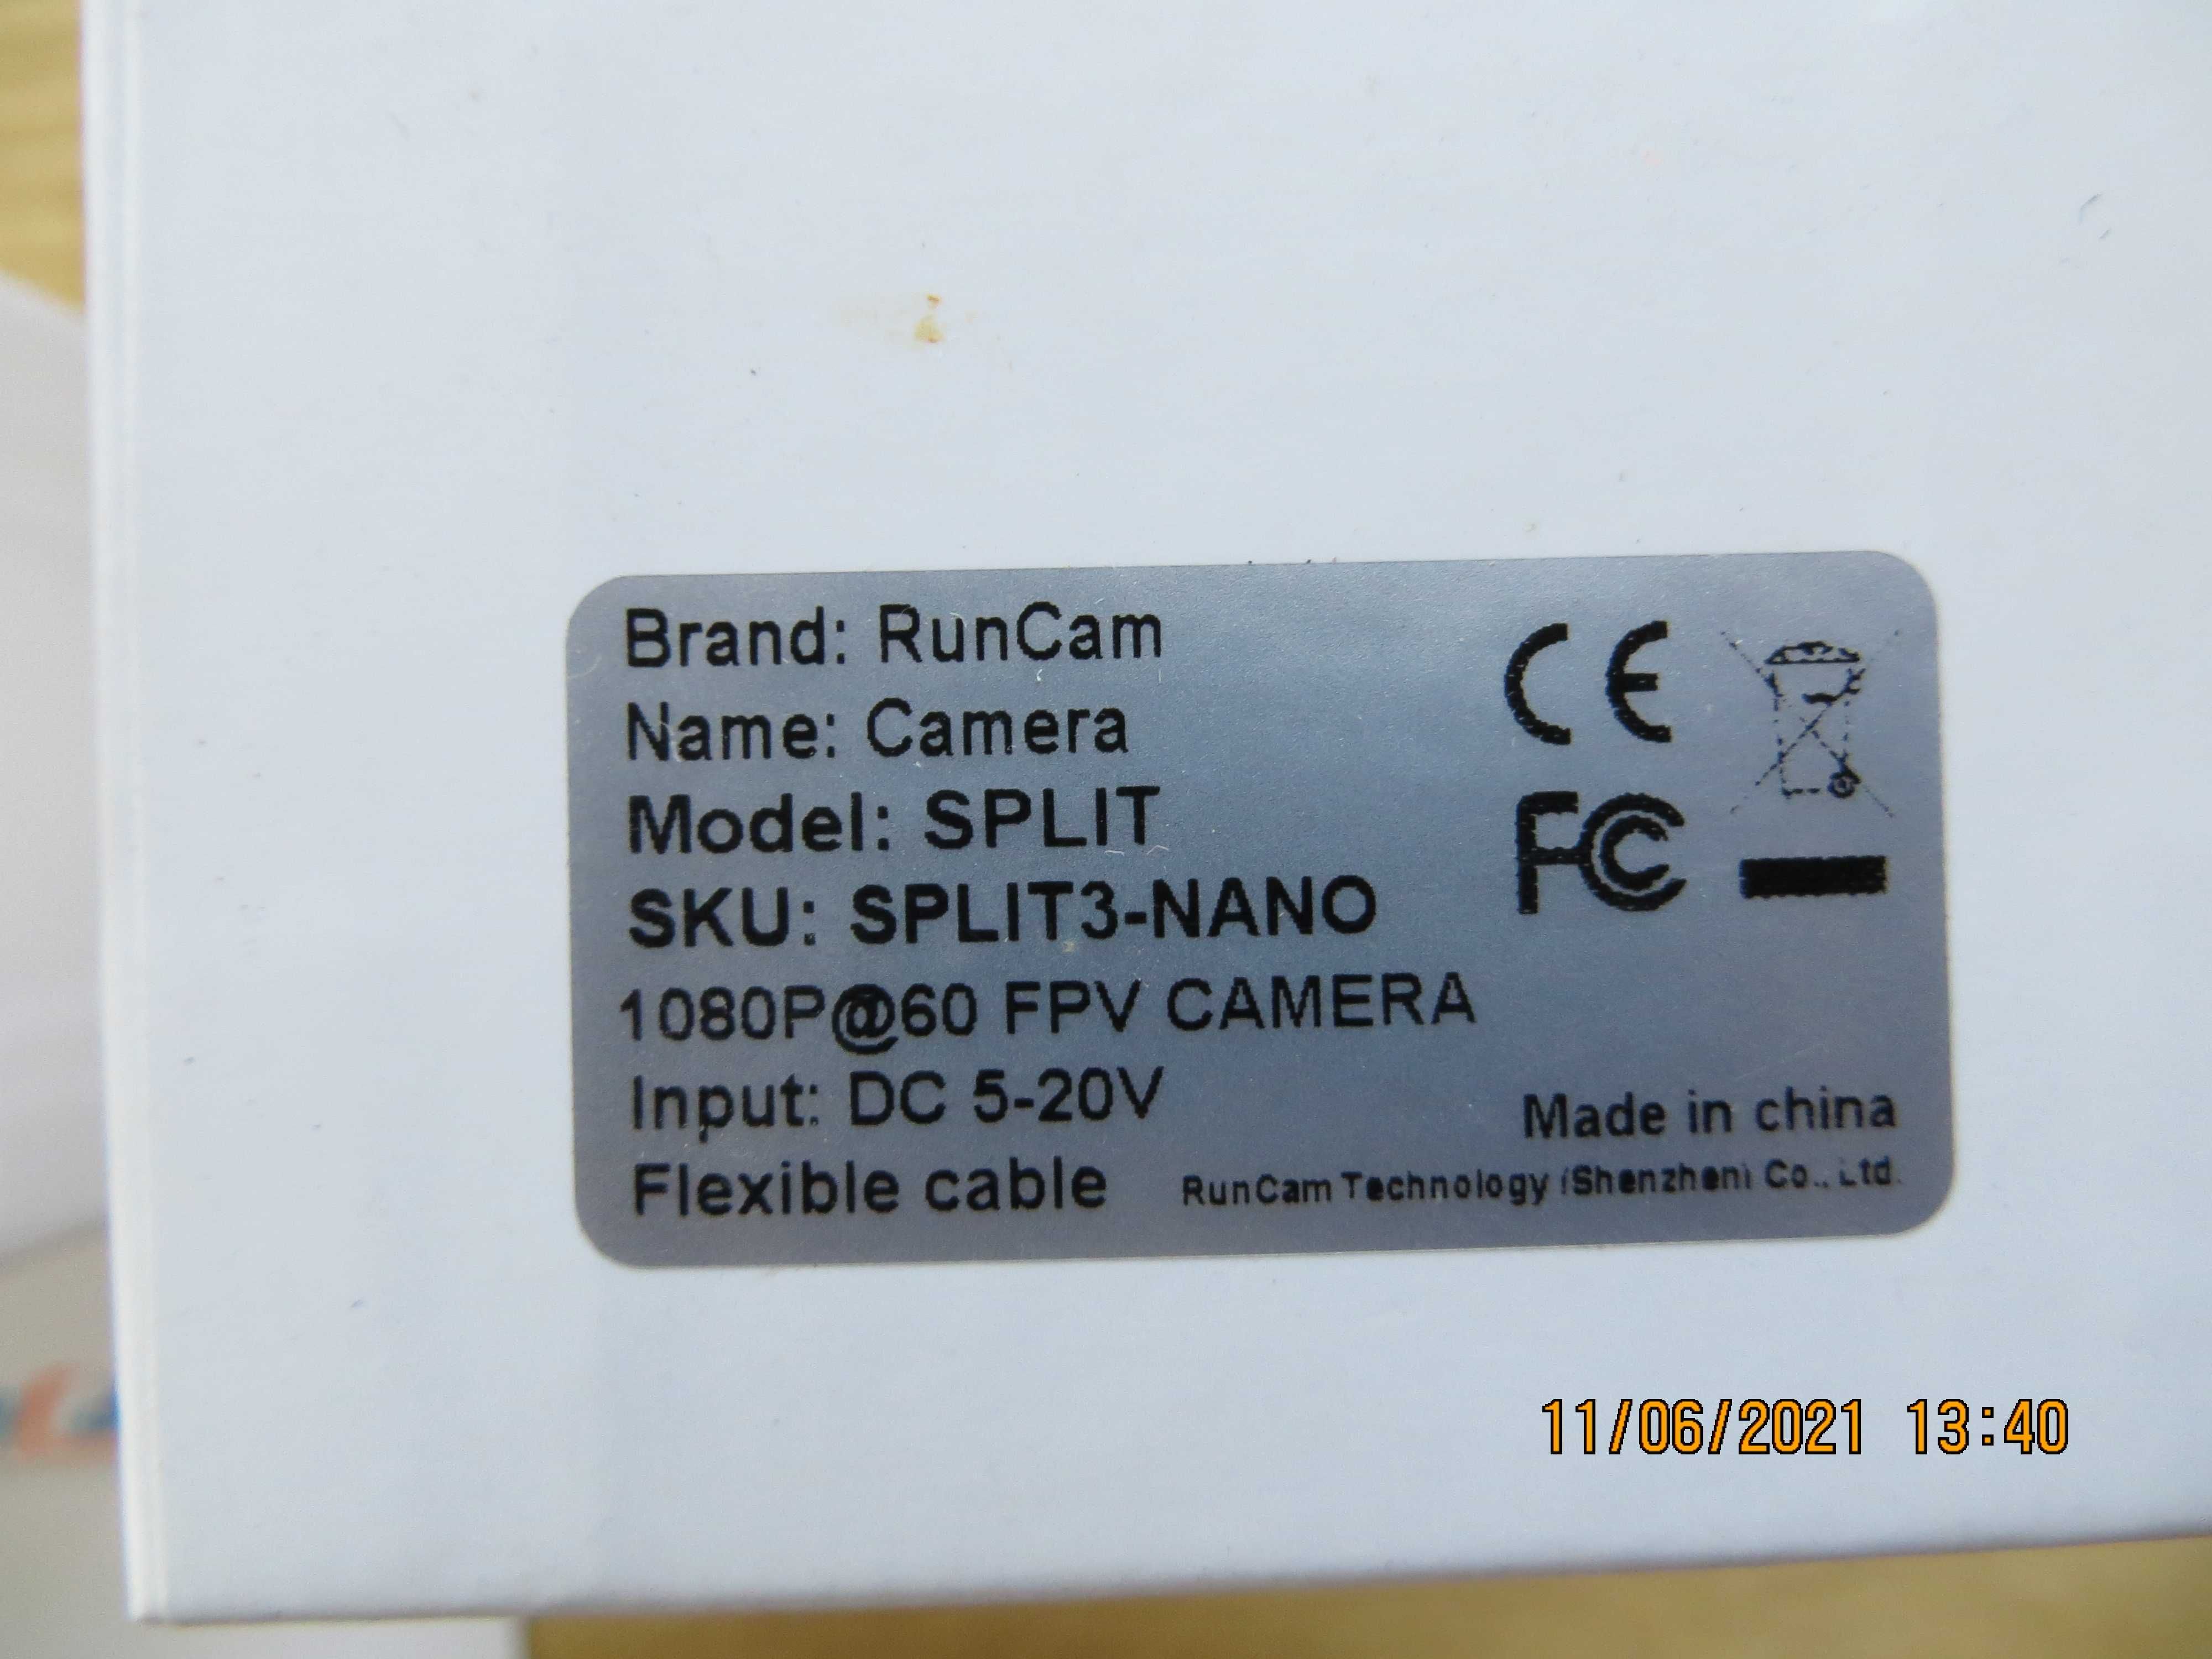 Brand: RunCam
Name: Camera
Model: SPLIT
SKU: SPLIT3-NANO
1080P@60 FPV CAMERA
Input: DC 5-20V
Flexible cable
CE
FC
Made in china
RunCam Technology (Shenzhen) Co., Ltd.
11/06/2021 13:40